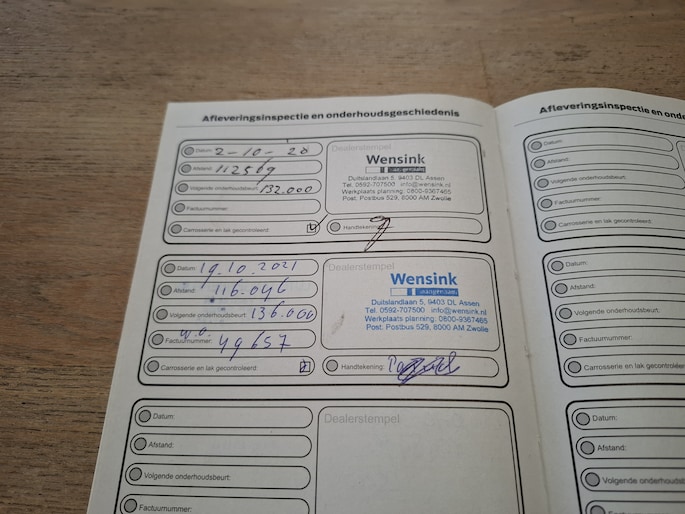 Afleveringsinspectie en onderhoudsgeschiedenis
Datum: 2-10-20
Afstand: 112569
Volgende onderhoudsbeurt: 132.000
Factuurnummer:
Carrosserie en lak gecontroleerd:
Dealerstempel
Wensink
Duitslandlaan 5, 9403 DL Assen
Tel. 0592-707500 info@wensink.nl
Werkplaats planning: 0800-9367465
Post: Postbus 529, 8000 AM Zwolle
Handtekening:
Datum: 19.10.2021
Afstand: 116.046
Volgende onderhoudsbeurt: 136.000
Factuurnummer: w.o. 49657
Carrosserie en lak gecontroleerd:
Dealerstempel
Wensink
Duitslandlaan 5, 9403 DL Assen
Tel. 0592-707500 info@wensink.nl
Werkplaats planning: 0800-9367465
Post: Postbus 529, 8000 AM Zwolle
Handtekening:
Datum:
Afstand:
Volgende onderhoudsbeurt:
Factuurnummer:
Dealerstempel
Afleveringsinspectie en onde
Datum:
Afstand:
Volgende onderhoudsbeurt:
Factuurnummer:
Carrosserie en lak gecontroleerd:
Datum:
Afstand:
Volgende onderhoudsbeurt:
Factuurnummer:
Carrosserie en lak gecontroleerd
Datum:
Afstand:
Volgende onderhoudsbeurt:
Factuurnummer: